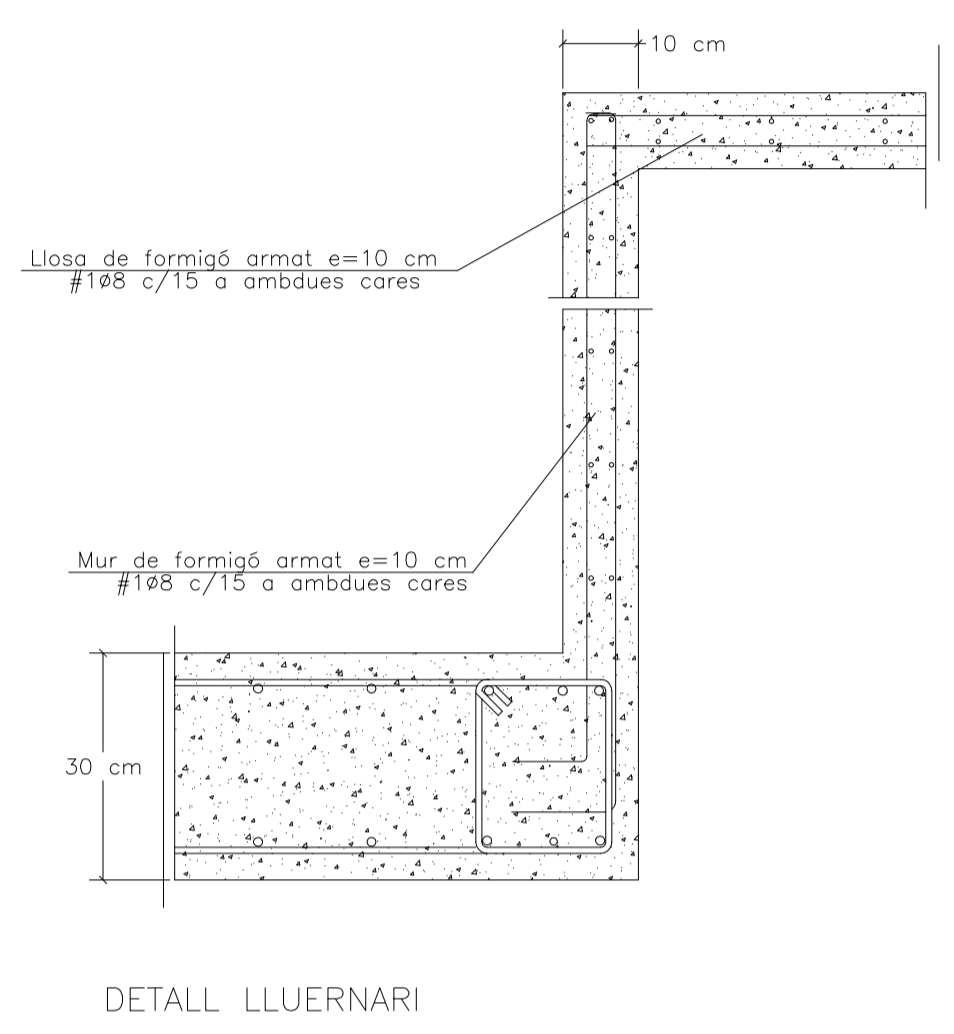 10 cm
Llosa de formigó armat e=10 cm
#1ø8 c/15 a ambdues cares
Mur de formigó armat e=10 cm
#1ø8 c/15 a ambdues cares
30 cm
DETALL LLUERNARI